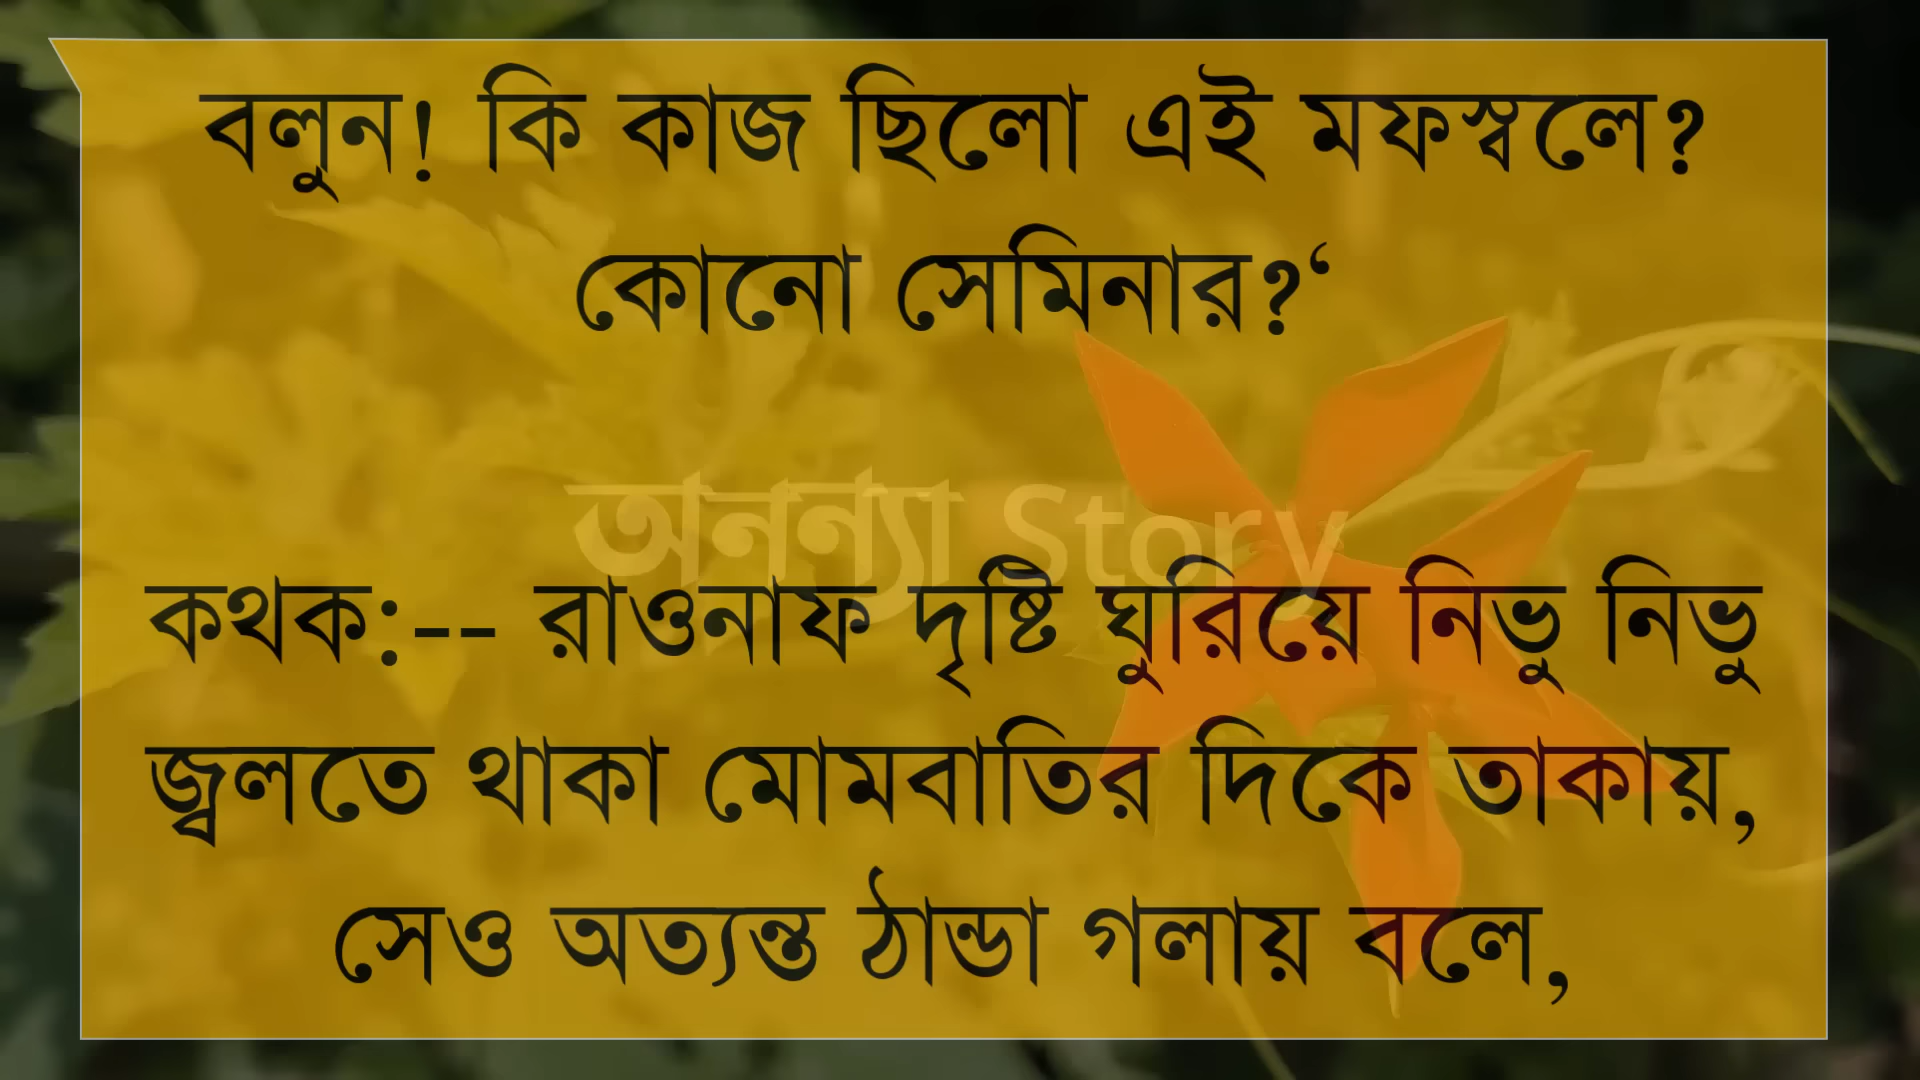 বলুন! কি কাজ ছিলো এই মফস্বলে?
কোনো সেমিনার?‘
অনন্যা Story
কথক:-- রাওনাফ দৃষ্টি ঘুরিয়ে নিভু নিভু
জ্বলতে থাকা মোমবাতির দিকে তাকায়,
সেও অত্যন্ত ঠান্ডা গলায় বলে,